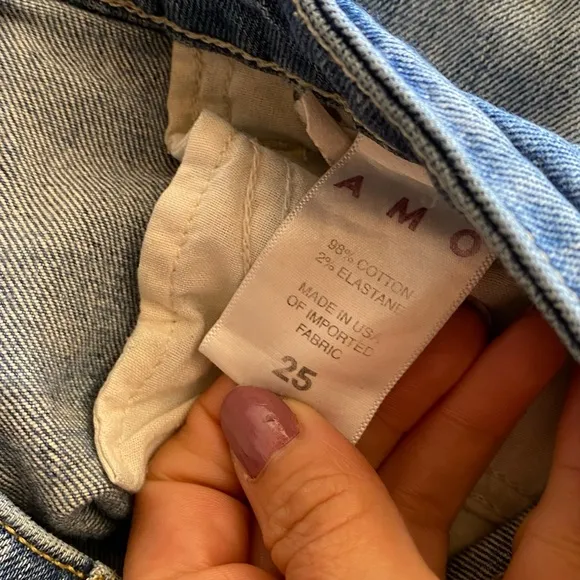 AMO
98% COTTON
2% ELASTANE
MADE IN USA
OF IMPORTED
FABRIC
25